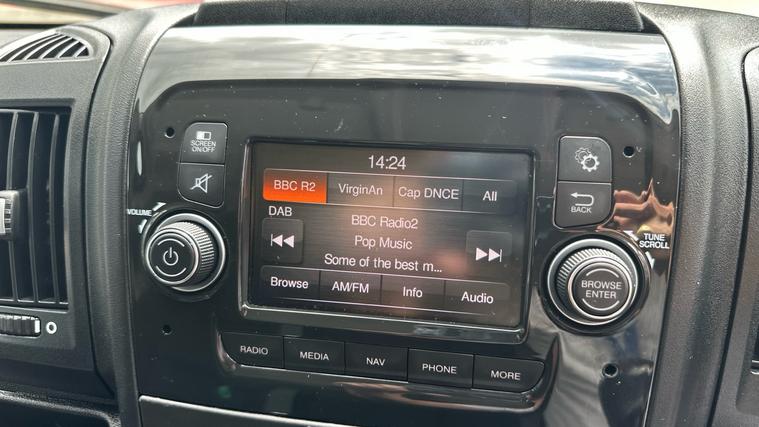 14:24
SCREEN
ON/OFF
BBC R2 VirginAn Cap DNCE All
DAB
BBC Radio2
Pop Music
Some of the best m...
Browse AM/FM Info Audio
BACK
VOLUME
TUNE
SCROLL
BROWSE
ENTER
RADIO MEDIA NAV PHONE MORE